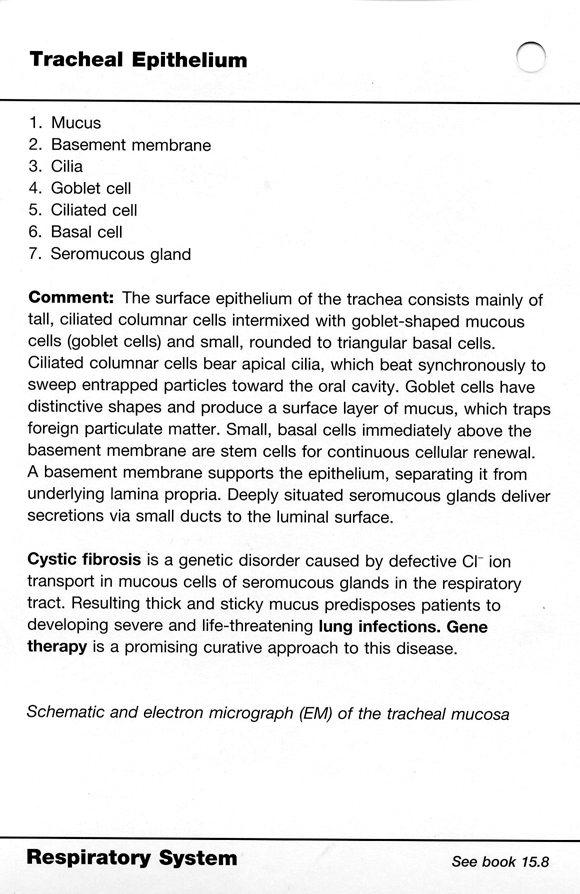 Tracheal Epithelium
1. Mucus
2. Basement membrane
3. Cilia
4. Goblet cell
5. Ciliated cell
6. Basal cell
7. Seromucous gland
Comment: The surface epithelium of the trachea consists mainly of
tall, ciliated columnar cells intermixed with goblet-shaped mucous
cells (goblet cells) and small, rounded to triangular basal cells.
Ciliated columnar cells bear apical cilia, which beat synchronously to
sweep entrapped particles toward the oral cavity. Goblet cells have
distinctive shapes and produce a surface layer of mucus, which traps
foreign particulate matter. Small, basal cells immediately above the
basement membrane are stem cells for continuous cellular renewal.
A basement membrane supports the epithelium, separating it from
underlying lamina propria. Deeply situated seromucous glands deliver
secretions via small ducts to the luminal surface.
Cystic fibrosis is a genetic disorder caused by defective Cl⁻ ion
transport in mucous cells of seromucous glands in the respiratory
tract. Resulting thick and sticky mucus predisposes patients to
developing severe and life-threatening lung infections. Gene
therapy is a promising curative approach to this disease.
Schematic and electron micrograph (EM) of the tracheal mucosa
Respiratory System
See book 15.8